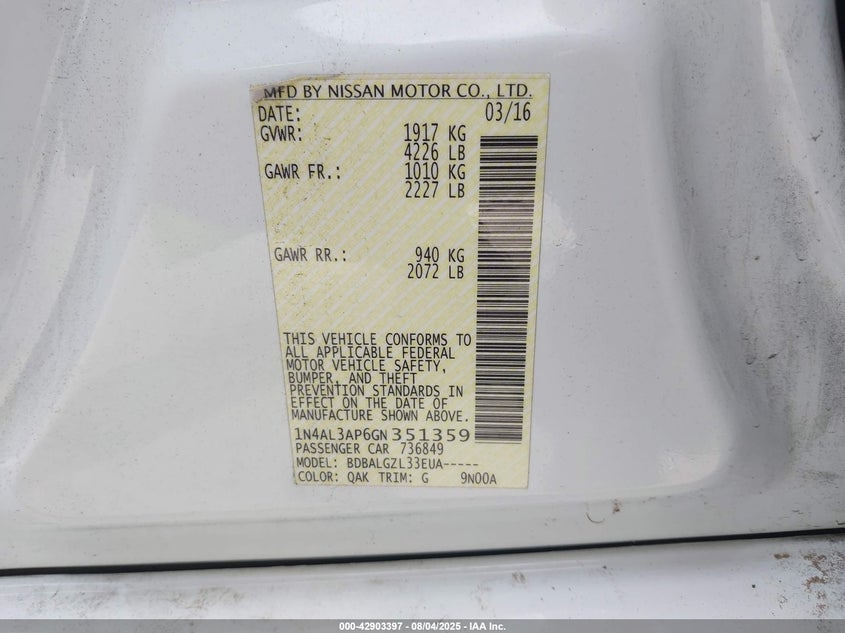 MFD BY NISSAN MOTOR CO., LTD.
DATE: 03/16
GVWR: 1917 KG
4226 LB
GAWR FR.: 1010 KG
2227 LB
GAWR RR.: 940 KG
2072 LB
THIS VEHICLE CONFORMS TO
ALL APPLICABLE FEDERAL
MOTOR VEHICLE SAFETY,
BUMPER, AND THEFT
PREVENTION STANDARDS IN
EFFECT ON THE DATE OF
MANUFACTURE SHOWN ABOVE.
1N4AL3AP6GN351359
PASSENGER CAR 736849
MODEL: BDBALGZL33EUA-----
COLOR: QAK TRIM: G 9N00A
000-42903397 - 08/04/2025 - IAA Inc.